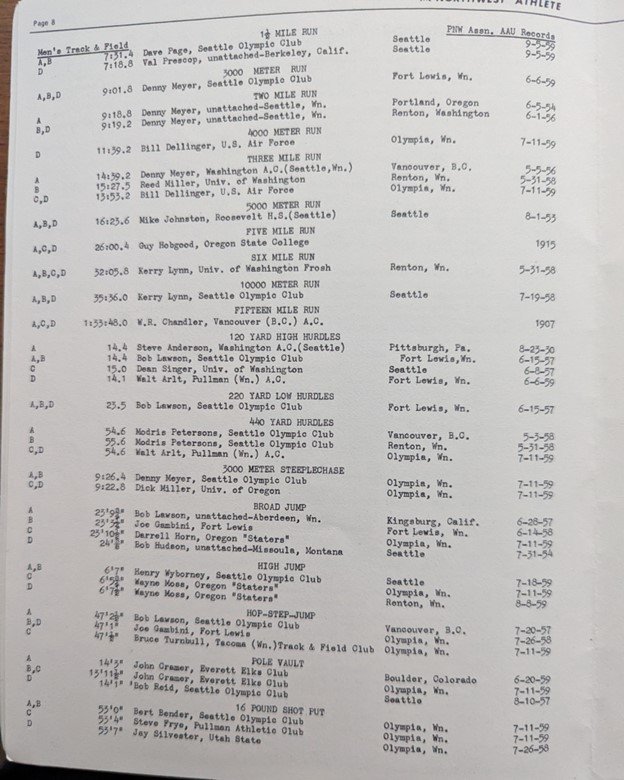 NORTHWEST ATHLETE
Page 8
1½ MILE RUN PNW Assn. AAU Records
Men's Track & Field
A,B 7:31.4 Dave Page, Seattle Olympic Club Seattle 9-5-59
D 7:18.8 Val Prescop, unattached-Berkeley, Calif. Seattle 9-5-59
3000 METER RUN
A,B,D 9:01.8 Denny Meyer, Seattle Olympic Club Fort Lewis, Wn. 6-6-59
TWO MILE RUN
A 9:18.8 Denny Meyer, unattached-Seattle, Wn. Portland, Oregon 6-5-54
B,D 9:19.2 Denny Meyer, unattached-Seattle, Wn. Renton, Washington 6-1-56
4000 METER RUN
D 11:39.2 Bill Dellinger, U.S. Air Force Olympia, Wn. 7-11-59
THREE MILE RUN
A 14:39.2 Denny Meyer, Washington A.C.(Seattle,Wn.) Vancouver, B.C. 5-5-56
B 15:27.5 Reed Miller, Univ. of Washington Renton, Wn. 5-31-58
C,D 13:53.2 Bill Dellinger, U.S. Air Force Olympia, Wn. 7-11-59
5000 METER RUN
A,B,D 16:23.6 Mike Johnston, Roosevelt H.S.(Seattle) Seattle 8-1-53
FIVE MILE RUN
A,C,D 26:00.4 Guy Hobgood, Oregon State College 1915
SIX MILE RUN
A,B,C,D 32:05.8 Kerry Lynn, Univ. of Washington Frosh Renton, Wn. 5-31-58
10000 METER RUN
A,B,D 35:36.0 Kerry Lynn, Seattle Olympic Club Seattle 7-19-58
FIFTEEN MILE RUN
A,C,D 1:33:48.0 W.R. Chandler, Vancouver (B.C.) A.C. 1907
120 YARD HIGH HURDLES
A 14.4 Steve Anderson, Washington A.C.(Seattle) Pittsburgh, Pa. 8-23-30
A,B 14.4 Bob Lawson, Seattle Olympic Club Fort Lewis,Wn. 6-15-57
C 15.0 Dean Singer, Univ. of Washington Seattle 6-8-57
D 14.1 Walt Arlt, Pullman (Wn.) A.C. Fort Lewis, Wn. 6-6-59
220 YARD LOW HURDLES
A,B,D 23.5 Bob Lawson, Seattle Olympic Club Fort Lewis, Wn. 6-15-57
440 YARD HURDLES
A 54.6 Modris Petersons, Seattle Olympic Club Vancouver, B.C. 5-3-58
B 55.6 Modris Petersons, Seattle Olympic Club Renton, Wn. 5-31-58
C,D 54.6 Walt Arlt, Pullman (Wn.) A.C. Olympia, Wn. 7-11-59
3000 METER STEEPLECHASE
A,B 9:26.4 Denny Meyer, Seattle Olympic Club Olympia, Wn. 7-11-59
C,D 9:22.8 Dick Miller, Univ. of Oregon Olympia, Wn. 7-11-59
BROAD JUMP
A Bob Lawson, unattached-Aberdeen, Wn. Kingsburg, Calif. 6-28-57
B Joe Gambini, Fort Lewis Fort Lewis, Wn. 6-14-58
C Darrell Horn, Oregon "Staters" Olympia, Wn. 7-11-59
D Bob Hudson, unattached-Missoula, Montana Seattle 7-31-54
HIGH JUMP
A,B 6'7" Henry Wyborney, Seattle Olympic Club Seattle 7-18-59
C Wayne Moss, Oregon "Staters" Olympia, Wn. 7-11-59
D Wayne Moss, Oregon "Staters" Renton, Wn. 8-8-59
HOP-STEP-JUMP
A Bob Lawson, Seattle Olympic Club Vancouver, B.C. 7-20-57
B,D 47'1" Joe Gambini, Fort Lewis Olympia, Wn. 7-26-58
C Bruce Turnbull, Tacoma (Wn.)Track & Field Club Olympia, Wn. 7-11-59
POLE VAULT
A 14'3" John Cramer, Everett Elks Club Boulder, Colorado 6-20-59
B,C John Cramer, Everett Elks Club Olympia, Wn. 7-11-59
D 14'1" Bob Reid, Seattle Olympic Club Seattle 8-10-57
16 POUND SHOT PUT
A,B 53'0" Bert Bender, Seattle Olympic Club Olympia, Wn. 7-11-59
C 53'4" Steve Frye, Pullman Athletic Club Olympia, Wn. 7-11-59
D 53'7" Jay Silvester, Utah State Olympia, Wn. 7-26-58